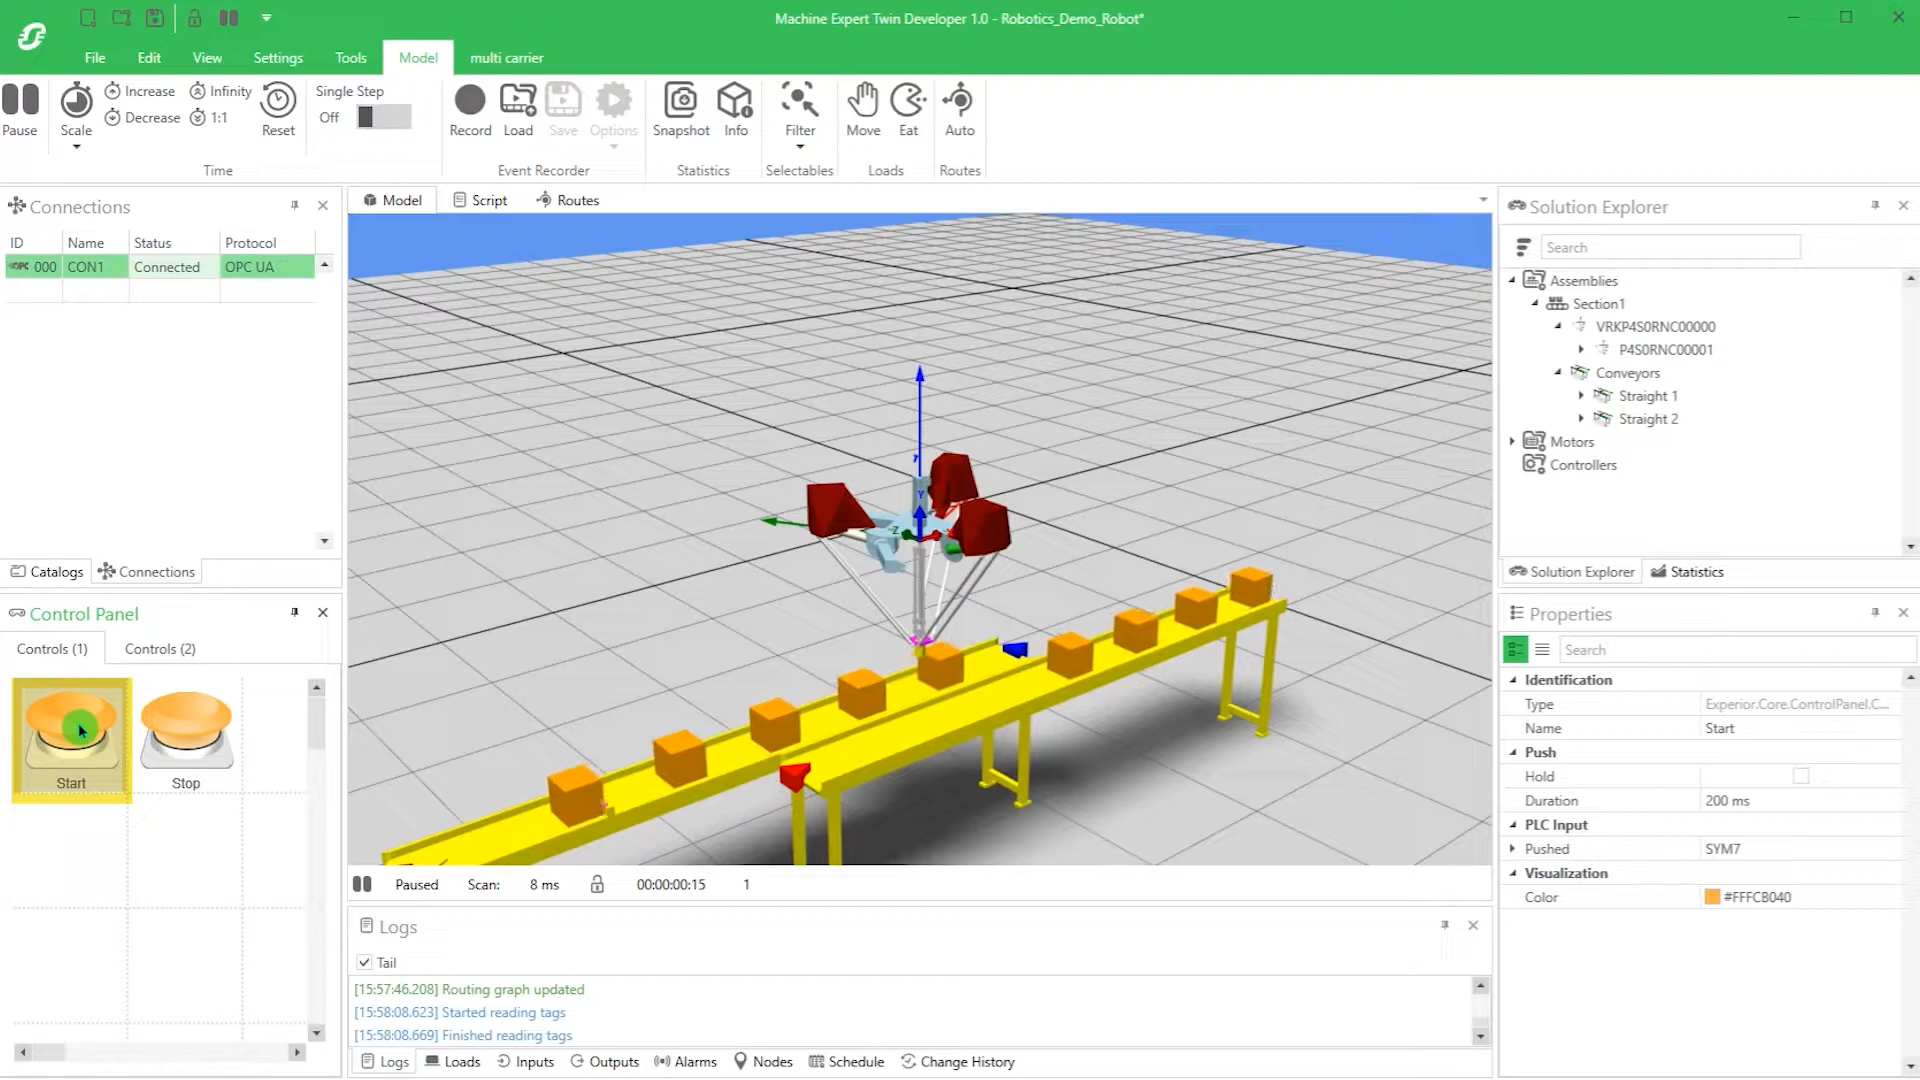 Machine Expert Twin Developer 1.0 - Robotics_Demo_Robot*
File Edit View Settings Tools Model multi carrier
Pause
Scale
Increase
Decrease
Infinity
1:1
Reset
Single Step
Off
Time
Record
Load
Save
Options
Event Recorder
Snapshot
Info
Statistics
Filter
Selectables
Move
Eat
Loads
Auto
Routes
Connections
ID Name Status Protocol
OPC 000 CON1 Connected OPC UA
Catalogs Connections
Control Panel
Controls (1) Controls (2)
Start Stop
Model Script Routes
Y
Z
Paused Scan: 8 ms 00:00:00:15 1
Logs
Tail
[15:57:46.208] Routing graph updated
[15:58:08.623] Started reading tags
[15:58:08.669] Finished reading tags
Logs Loads Inputs Outputs Alarms Nodes Schedule Change History
Solution Explorer
Search
Assemblies
Section1
VRKP4S0RNC00000
P4S0RNC00001
Conveyors
Straight 1
Straight 2
Motors
Controllers
Solution Explorer Statistics
Properties
Search
Identification
Type Experior.Core.ControlPanel.C...
Name Start
Push
Hold
Duration 200 ms
PLC Input
Pushed SYM7
Visualization
Color #FFFCB040